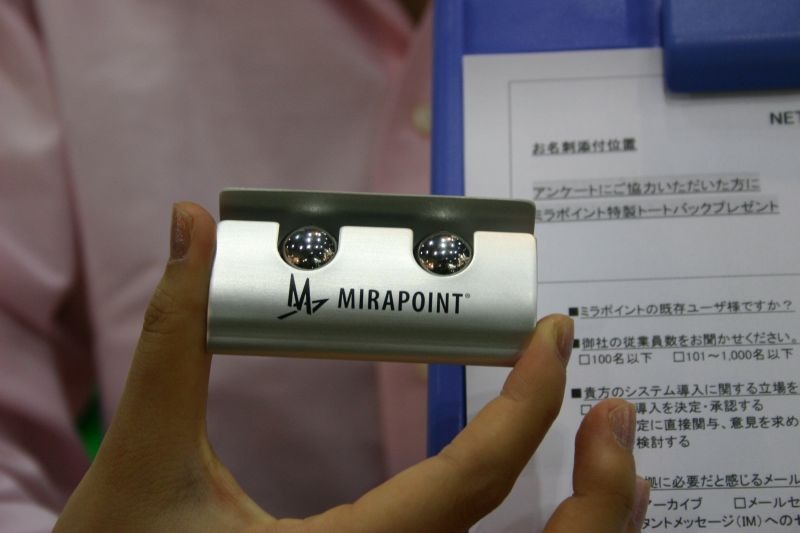 MIRAPOINT®
NET
お名刺添付位置
アンケートにご協力いただいた方に
ミラポイント特製トートバックプレゼント
■ミラポイントの既存ユーザ様ですか?
■御社の従業員数をお聞かせください。
□100名以下 □101~1,000名以下
■貴方のシステム導入に関する立場を
導入を決定・承認する
定に直接関与、意見を求め
検討する
に必要だと感じるメール
ーカイブ □メールセ
タントメッセージ(IM)へのセ